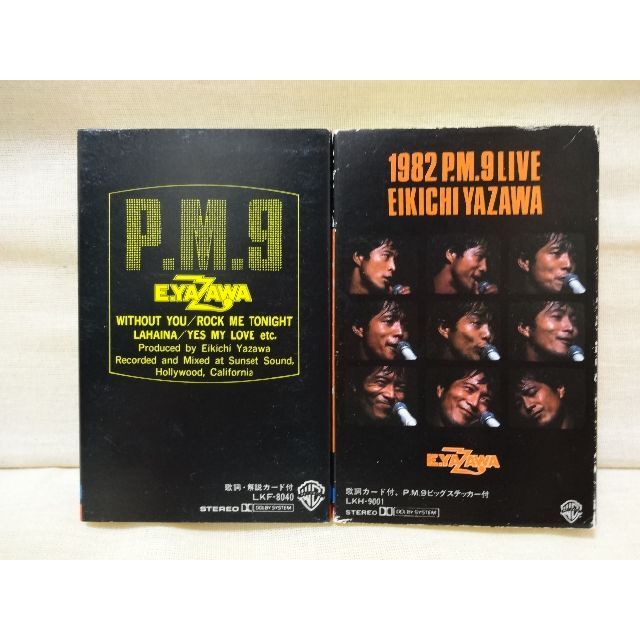 P.M.9
E.YAZAWA
WITHOUT YOU/ROCK ME TONIGHT
LAHAINA/YES MY LOVE etc.
Produced by Eikichi Yazawa
Recorded and Mixed at Sunset Sound,
Hollywood, California
歌詞・解説カード付
LKF-8040
STEREO DOLBY SYSTEM
1982 P.M.9 LIVE
EIKICHI YAZAWA
E.YAZAWA
歌詞カード付、P.M.9ビッグステッカー付
LKH-9001
STEREO DOLBY SYSTEM